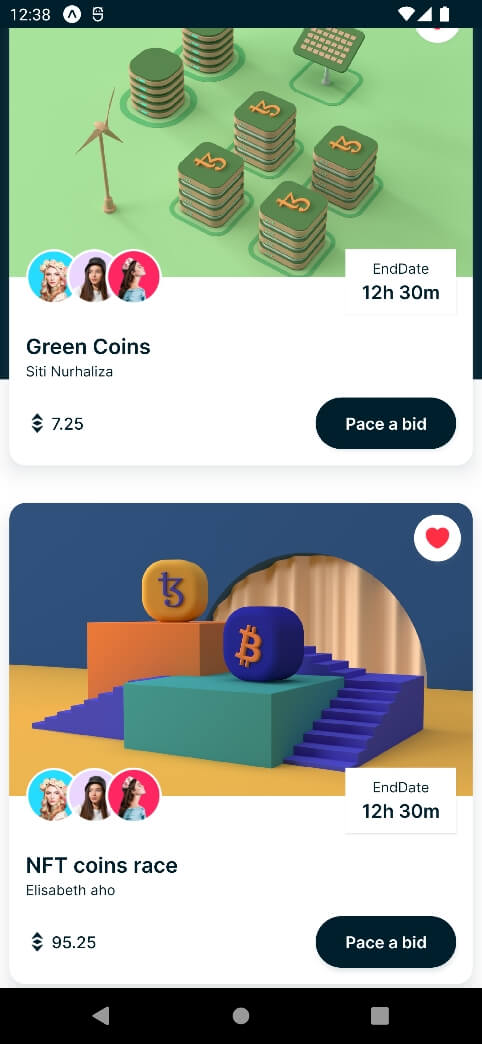 12:38
EndDate
12h 30m
Green Coins
Siti Nurhaliza
7.25
Pace a bid
EndDate
12h 30m
NFT coins race
Elisabeth aho
95.25
Pace a bid